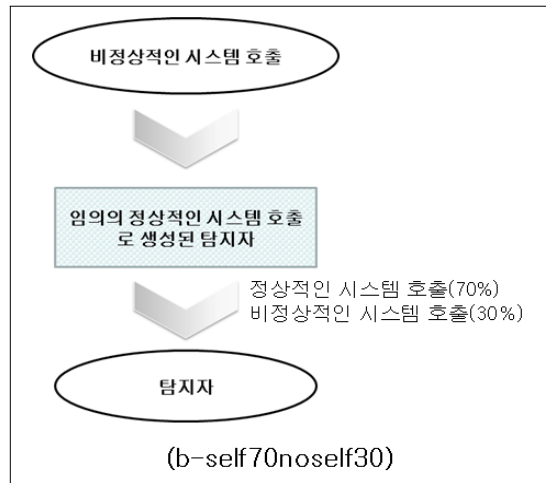 비정상적인 시스템 호출
임의의 정상적인 시스템 호출
로 생성된 탐지자
정상적인 시스템 호출(70%)
비정상적인 시스템 호출(30%)
탐지자
(b-self70noself30)